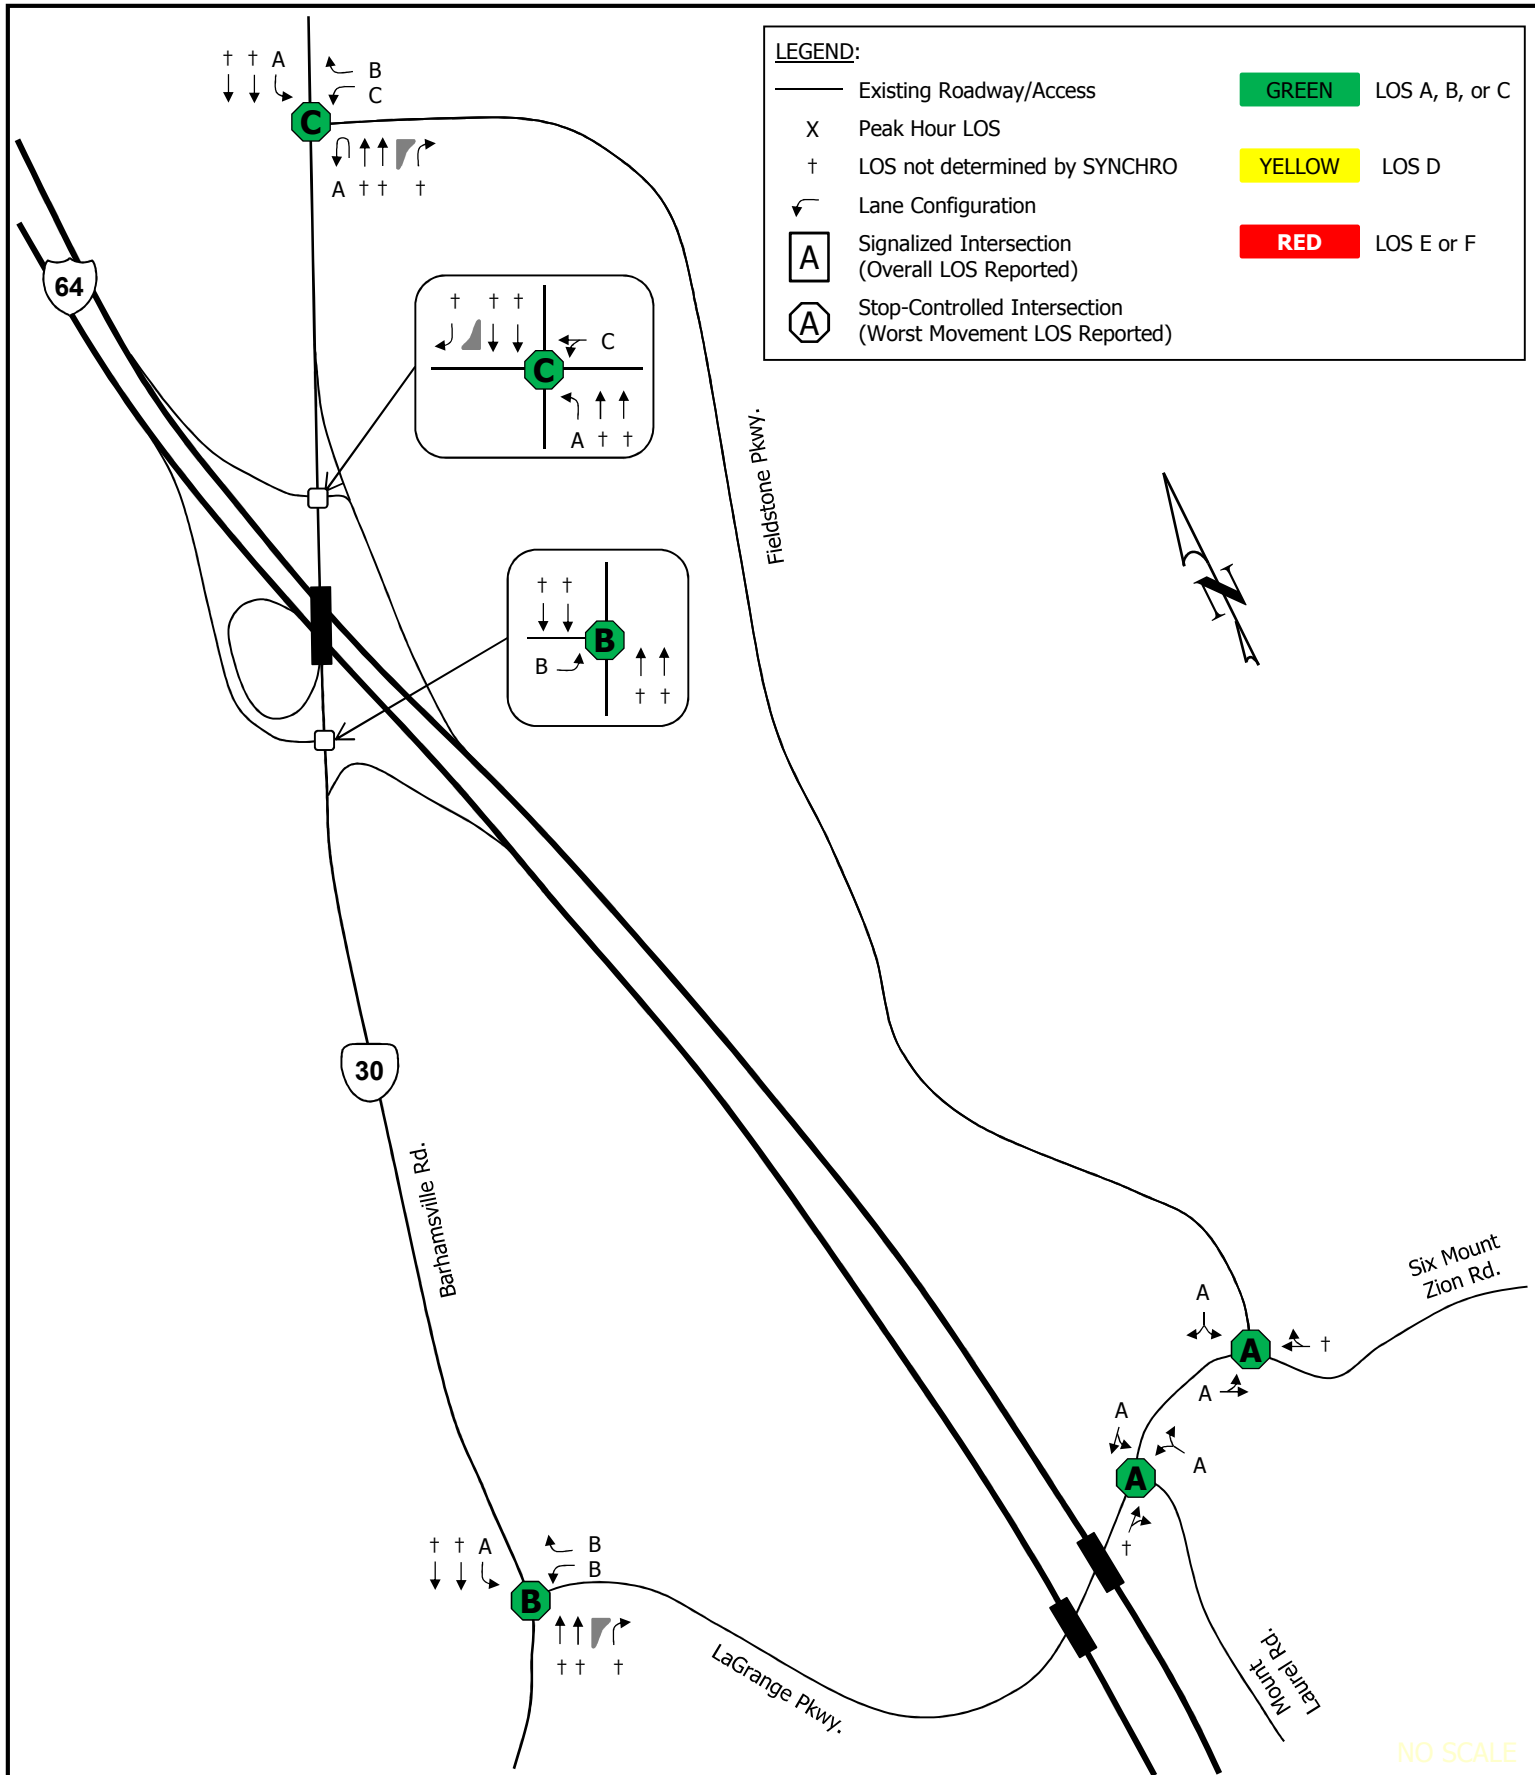 LEGEND:
Existing Roadway/Access
GREEN LOS A, B, or C
X Peak Hour LOS
† LOS not determined by SYNCHRO
YELLOW LOS D
Lane Configuration
A Signalized Intersection
(Overall LOS Reported)
RED LOS E or F
A Stop-Controlled Intersection
(Worst Movement LOS Reported)
† † A
B
C
C
A † † †
64
† † †
C
C
A † †
† †
B
B
† †
Fieldstone Pkwy.
N
30
Barhamsville Rd.
Six Mount
Zion Rd.
A
A
†
A
A
A
A
†
† † A
B
B
B
† † †
LaGrange Pkwy.
Mount
Laurel Rd.
NO SCALE